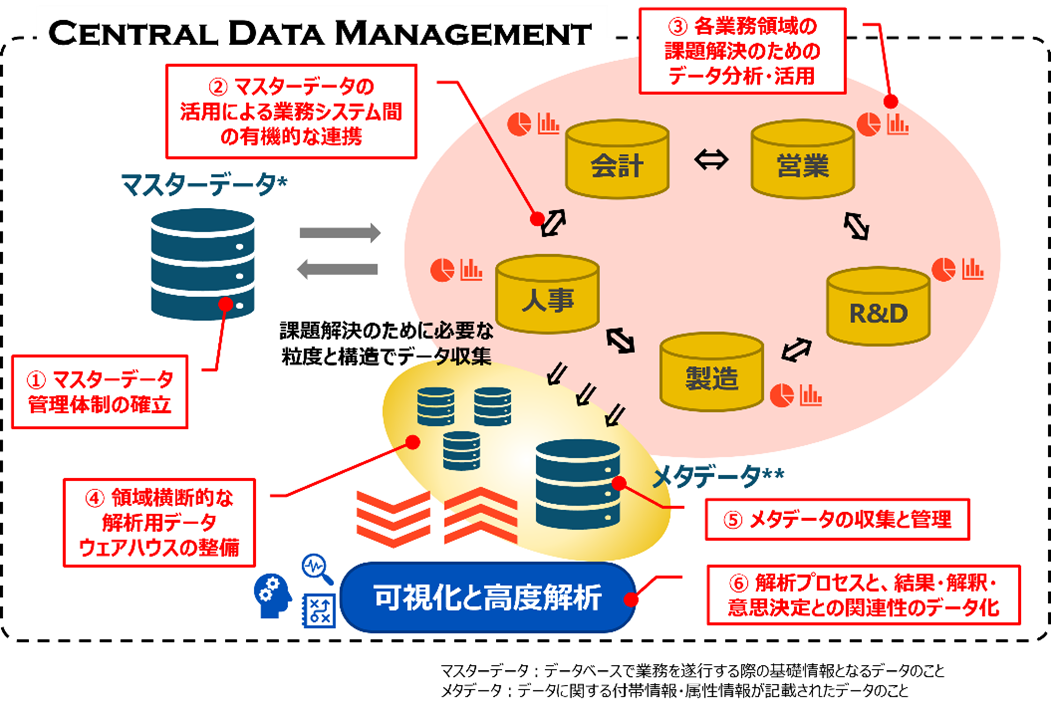 CENTRAL DATA MANAGEMENT
③ 各業務領域の
課題解決のための
データ分析・活用
② マスターデータの
活用による業務システム間
の有機的な連携
会計
営業
マスターデータ*
人事
R&D
課題解決のために必要な
粒度と構造でデータ収集
製造
① マスターデータ
管理体制の確立
メタデータ**
④ 領域横断的な
解析用データ
ウェアハウスの整備
⑤ メタデータの収集と管理
可視化と高度解析
⑥ 解析プロセスと、結果・解釈・
意思決定との関連性のデータ化
マスターデータ：データベースで業務を遂行する際の基礎情報となるデータのこと
メタデータ：データに関する付帯情報・属性情報が記載されたデータのこと